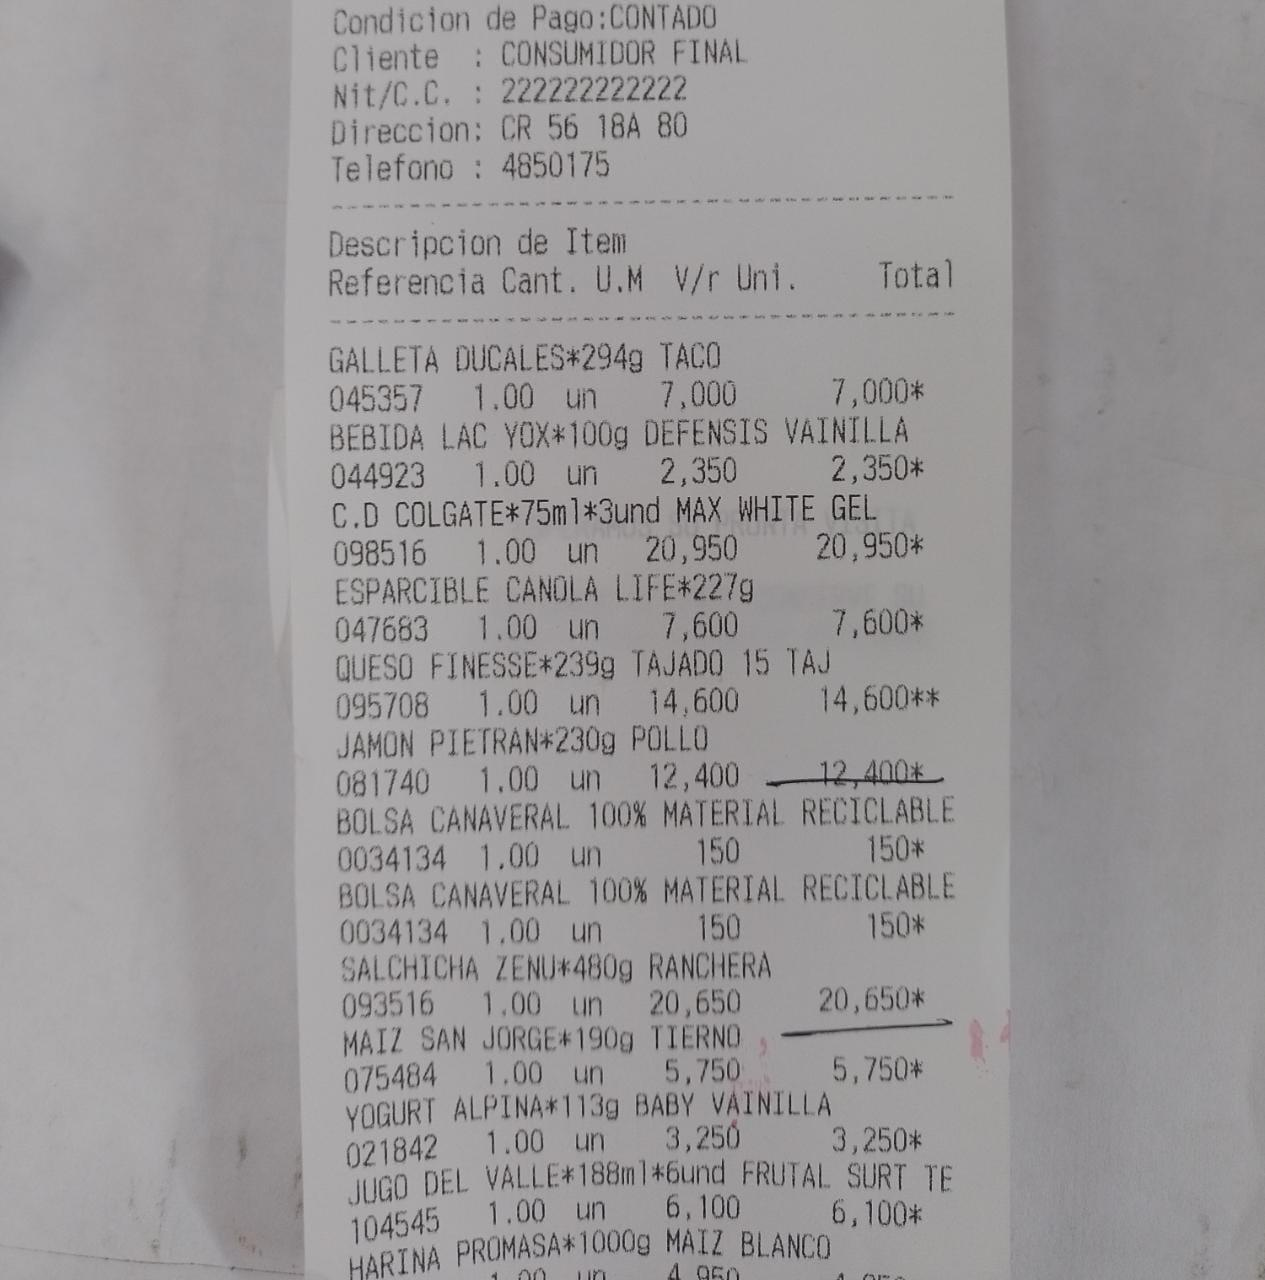 Condicion de Pago:CONTADO
Cliente : CONSUMIDOR FINAL
Nit/C.C. : 222222222222
Direccion: CR 56 18A 80
Telefono : 4850175
Descripcion de Item
Referencia Cant. U.M V/r Uni. Total
GALLETA DUCALES*294g TACO
045357 1.00 un 7,000 7,000*
BEBIDA LAC YOX*100g DEFENSIS VAINILLA
044923 1.00 un 2,350 2,350*
C.D COLGATE*75ml*3und MAX WHITE GEL
098516 1.00 un 20,950 20,950*
ESPARCIBLE CANOLA LIFE*227g
047683 1.00 un 7,600 7,600*
QUESO FINESSE*239g TAJADO 15 TAJ
095708 1.00 un 14,600 14,600**
JAMON PIETRAN*230g POLLO
081740 1.00 un 12,400 12,400*
BOLSA CANAVERAL 100% MATERIAL RECICLABLE
0034134 1.00 un 150 150*
BOLSA CANAVERAL 100% MATERIAL RECICLABLE
0034134 1.00 un 150 150*
SALCHICHA ZENU*480g RANCHERA
093516 1.00 un 20,650 20,650*
MAIZ SAN JORGE*190g TIERNO
075484 1.00 un 5,750 5,750*
YOGURT ALPINA*113g BABY VAINILLA
021842 1.00 un 3,250 3,250*
JUGO DEL VALLE*188ml*6und FRUTAL SURT TE
104545 1.00 un 6,100 6,100*
HARINA PROMASA*1000g MAIZ BLANCO
1.00 un 4,950